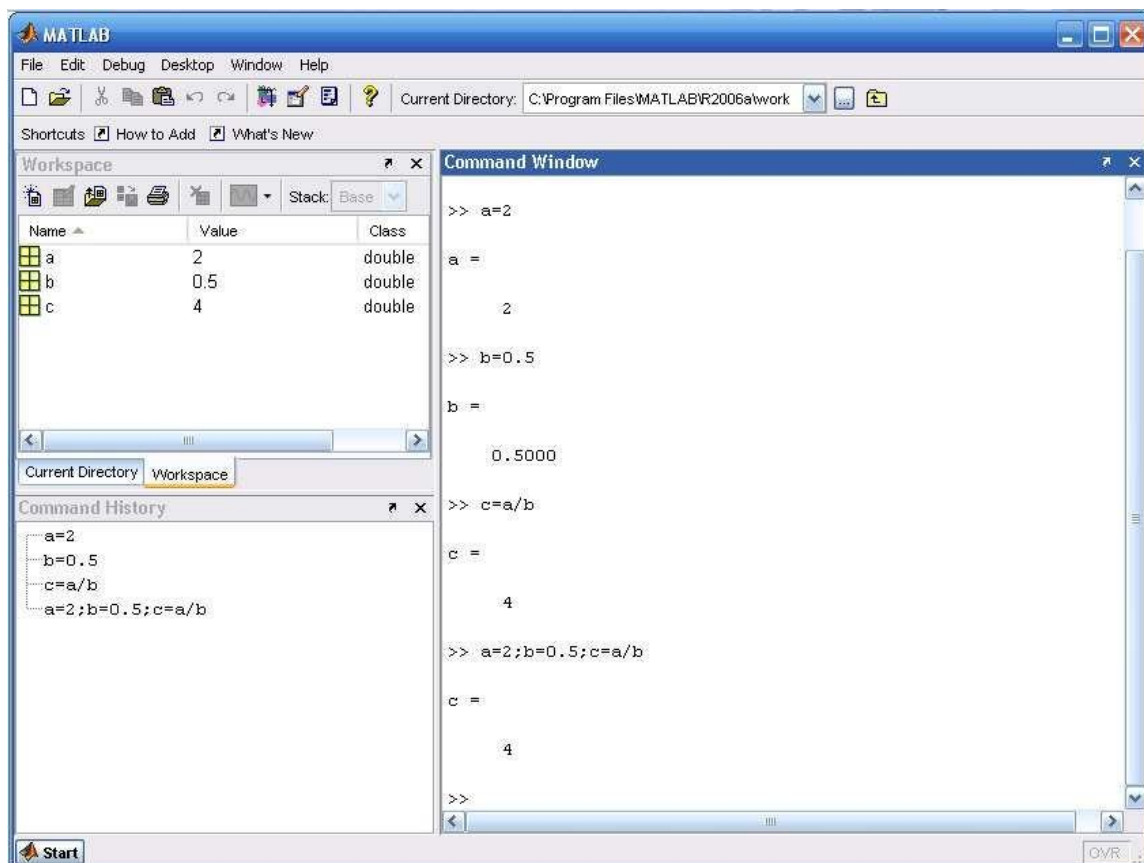 MATLAB
File Edit Debug Desktop Window Help
Current Directory: C:\Program Files\MATLAB\R2006a\work ...
Shortcuts How to Add What's New
Workspace
Stack: Base
Name Value Class
a 2 double
b 0.5 double
c 4 double
Current Directory Workspace
Command History
a=2
b=0.5
c=a/b
a=2;b=0.5;c=a/b
Command Window
>> a=2
a =
2
>> b=0.5
b =
0.5000
>> c=a/b
c =
4
>> a=2;b=0.5;c=a/b
c =
4
>>
Start
OVR